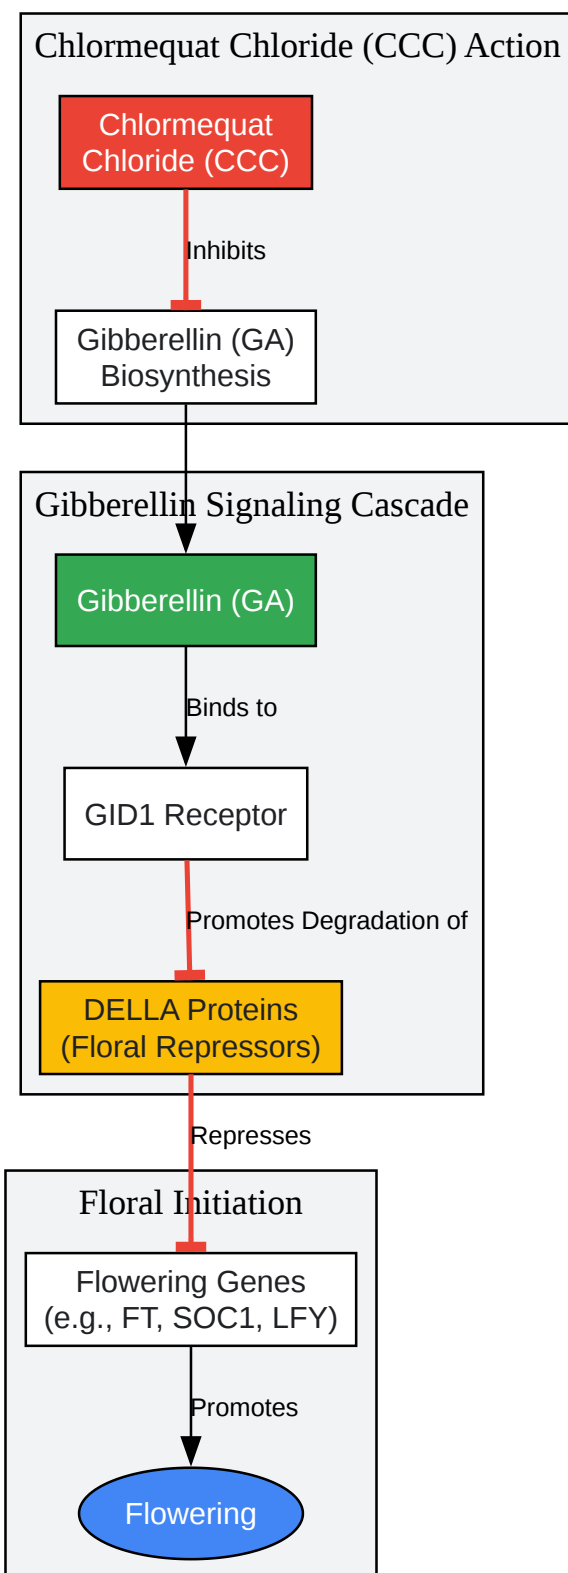 Chlormequat Chloride (CCC) Action
Chlormequat
Chloride (CCC)
Inhibits
Gibberellin (GA)
Biosynthesis
Gibberellin Signaling Cascade
Gibberellin (GA)
Binds to
GID1 Receptor
Promotes Degradation of
DELLA Proteins
(Floral Repressors)
Represses
Floral Initiation
Flowering Genes
(e.g., FT, SOC1, LFY)
Promotes
Flowering